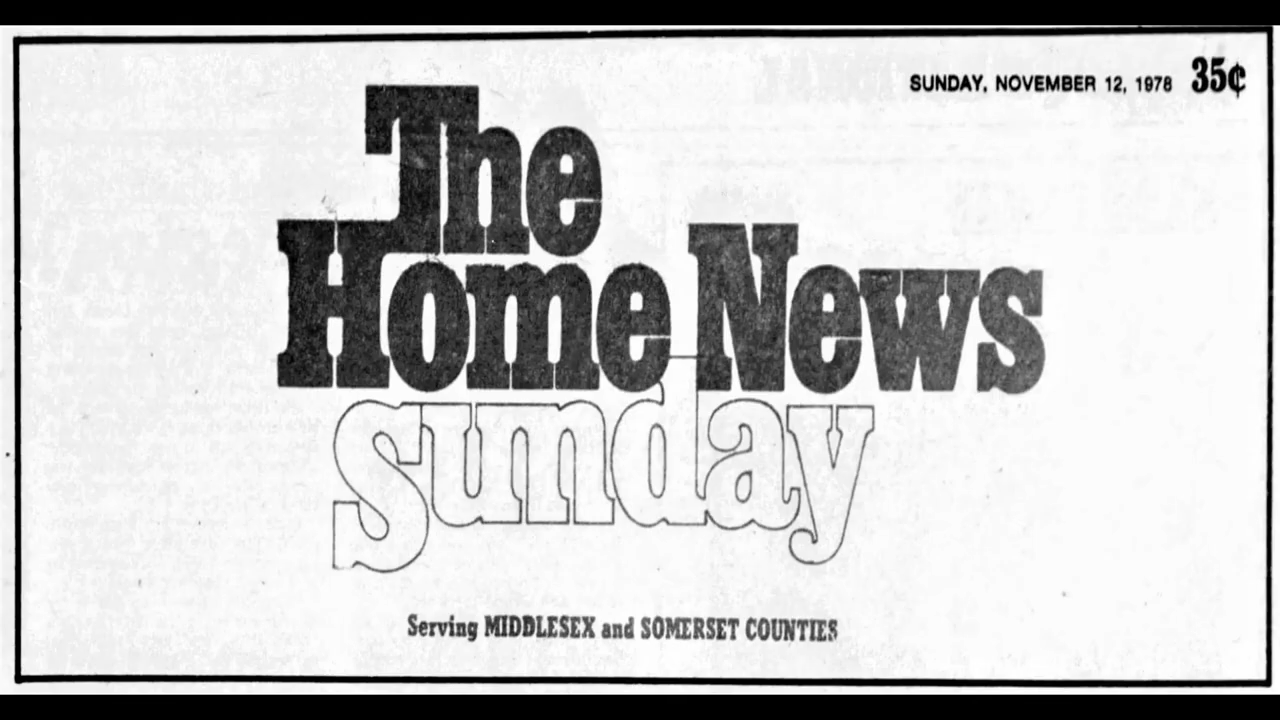 SUNDAY, NOVEMBER 12, 1978 35¢
The
Home News
Sunday
Serving MIDDLESEX and SOMERSET COUNTIES